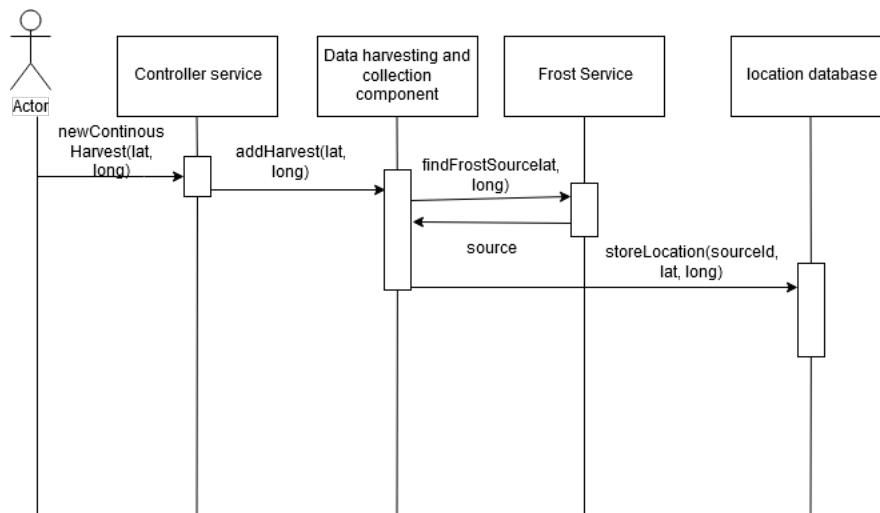 Actor
Controller service
Data harvesting and
collection
component
Frost Service
location database
newContinous
Harvest(lat,
long)
addHarvest(lat,
long)
findFrostSourcelat,
long)
source
storeLocation(sourceId,
lat, long)